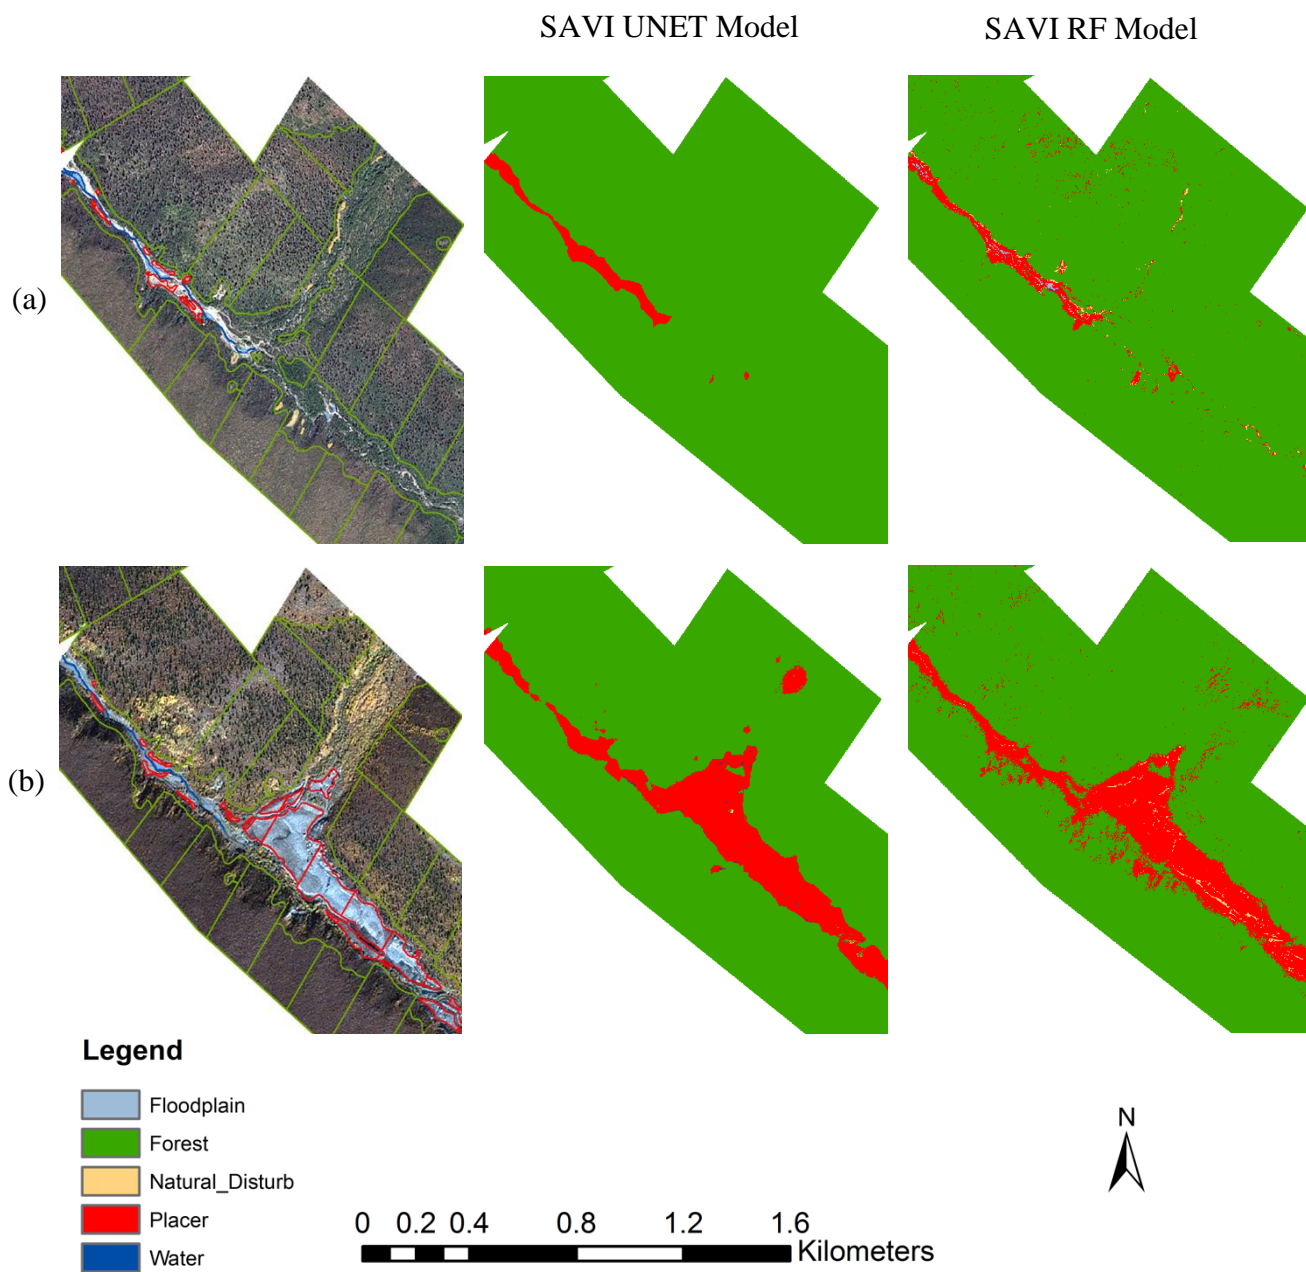 SAVI UNET Model
SAVI RF Model
(a)
(b)
Legend
Floodplain
Forest
Natural_Disturb
Placer
Water
N
0 0.2 0.4 0.8 1.2 1.6
Kilometers